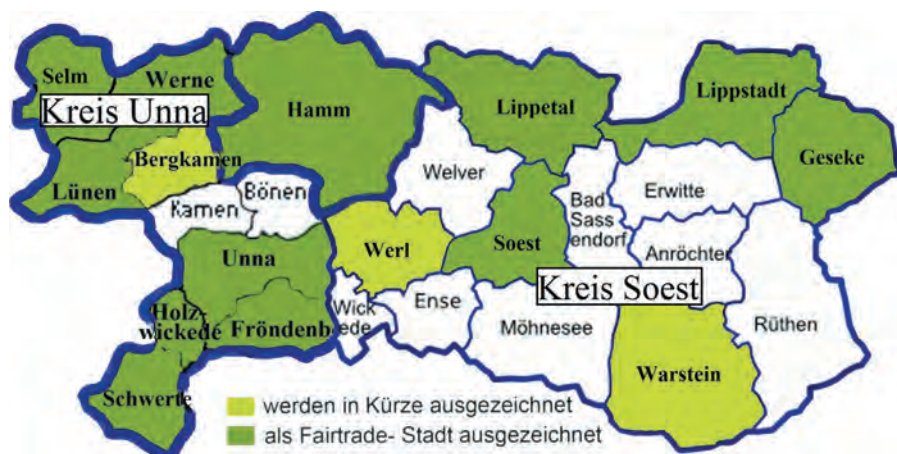 Selm
Werne
Kreis Unna
Hamm
Lippetal
Lippstadt
Bergkamen
Lünen
Welver
Geseke
Bönen
Kamen
Erwitte
Bad
Sass
endorf
Unna
Werl
Soest
Anröchter
Kreis Soest
Wick
ede
Ense
Holz-
wickede
Fröndenb
Möhnesee
Rüthen
Schwerte
Warstein
werden in Kürze ausgezeichnet
als Fairtrade- Stadt ausgezeichnet